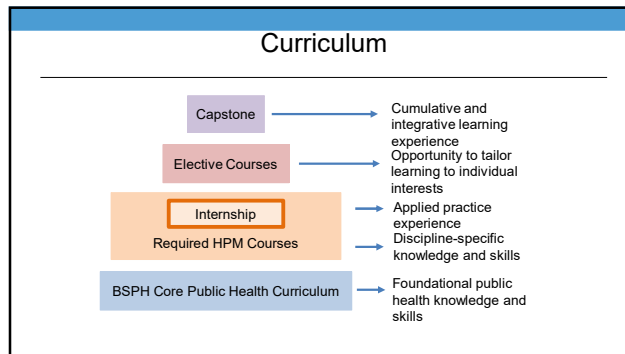 Curriculum
Capstone
Cumulative and
integrative learning
experience
Elective Courses
Opportunity to tailor
learning to individual
interests
Internship
Applied practice
experience
Required HPM Courses
Discipline-specific
knowledge and skills
BSPH Core Public Health Curriculum
Foundational public
health knowledge and
skills